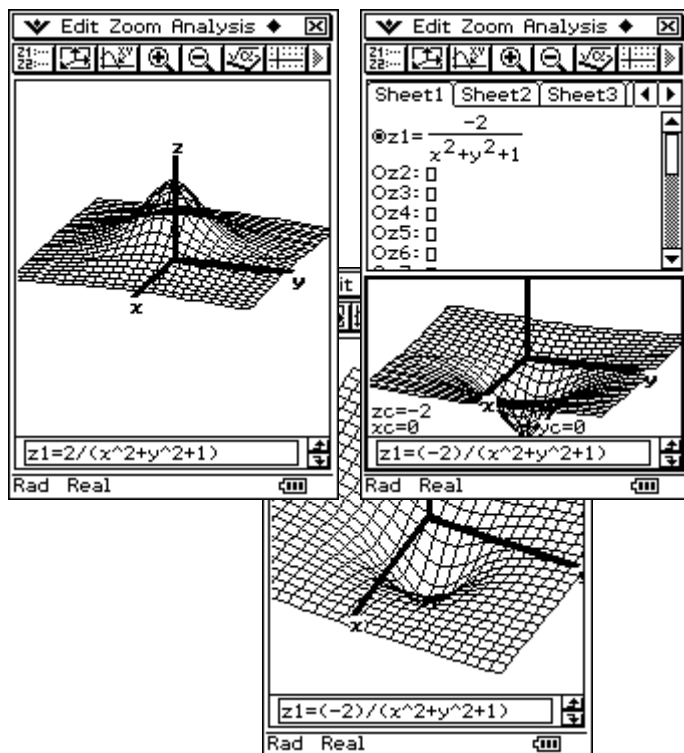 Edit Zoom Analysis ◆
z
y
x
z1=2/(x^2+y^2+1)
Rad Real
Edit Zoom Analysis ◆
Sheet1 Sheet2 Sheet3
z1=-2/(x²+y²+1)
z2:
z3:
z4:
z5:
z6:
y
x
zc=-2
xc=0 yc=0
z1=(-2)/(x^2+y^2+1)
Rad Real
x
z1=(-2)/(x^2+y^2+1)
Rad Real